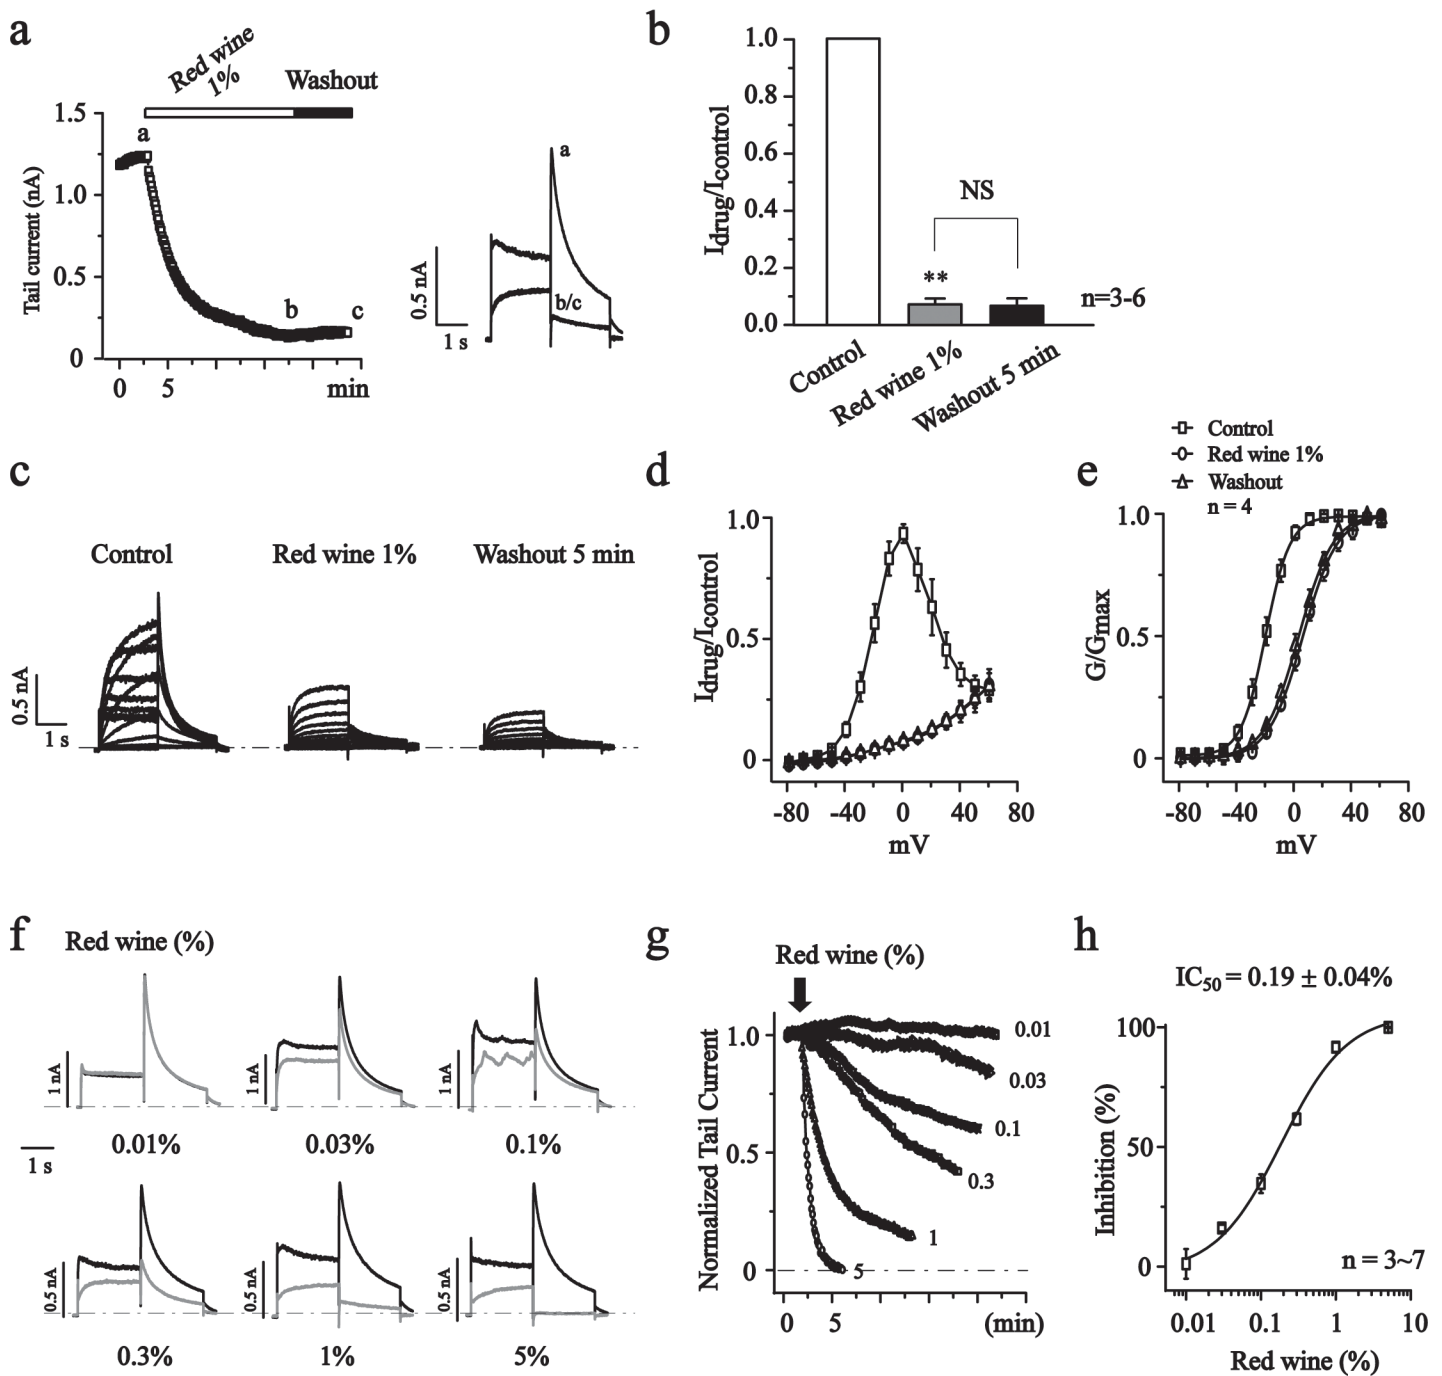 a
Red wine
1%
Washout
1.5
1.0
0.5
0
Tail current (nA)
a
b
c
0
5
min
0.5 nA
1 s
a
b/c
b
1.0
0.8
0.6
0.4
0.2
0.0
Idrug/Icontrol
NS
**
n=3-6
Control
Red wine 1%
Washout 5 min
c
Control
Red wine 1%
Washout 5 min
0.5 nA
1 s
d
1.0
0.5
0
Idrug/Icontrol
-80
-40
0
40
80
mV
e
Control
Red wine 1%
Washout
n = 4
1.0
0.5
0
G/Gmax
-80
-40
0
40
80
mV
f
Red wine (%)
1 nA
1 nA
1 nA
0.01%
0.03%
0.1%
1 s
0.5 nA
0.5 nA
0.5 nA
0.3%
1%
5%
g
Red wine (%)
1.0
0.5
0
Normalized Tail Current
0.01
0.03
0.1
0.3
1
5
0
5
(min)
h
IC50 = 0.19 ± 0.04%
100
50
0
Inhibition (%)
n = 3~7
0.01
0.1
1
10
Red wine (%)